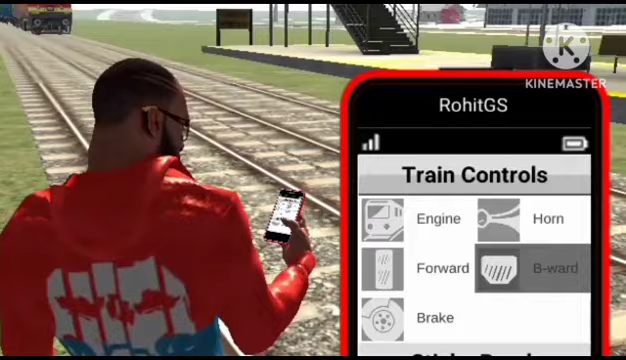 KINEMASTER
RohitGS
Train Controls
Engine
Horn
Forward
B-ward
Brake